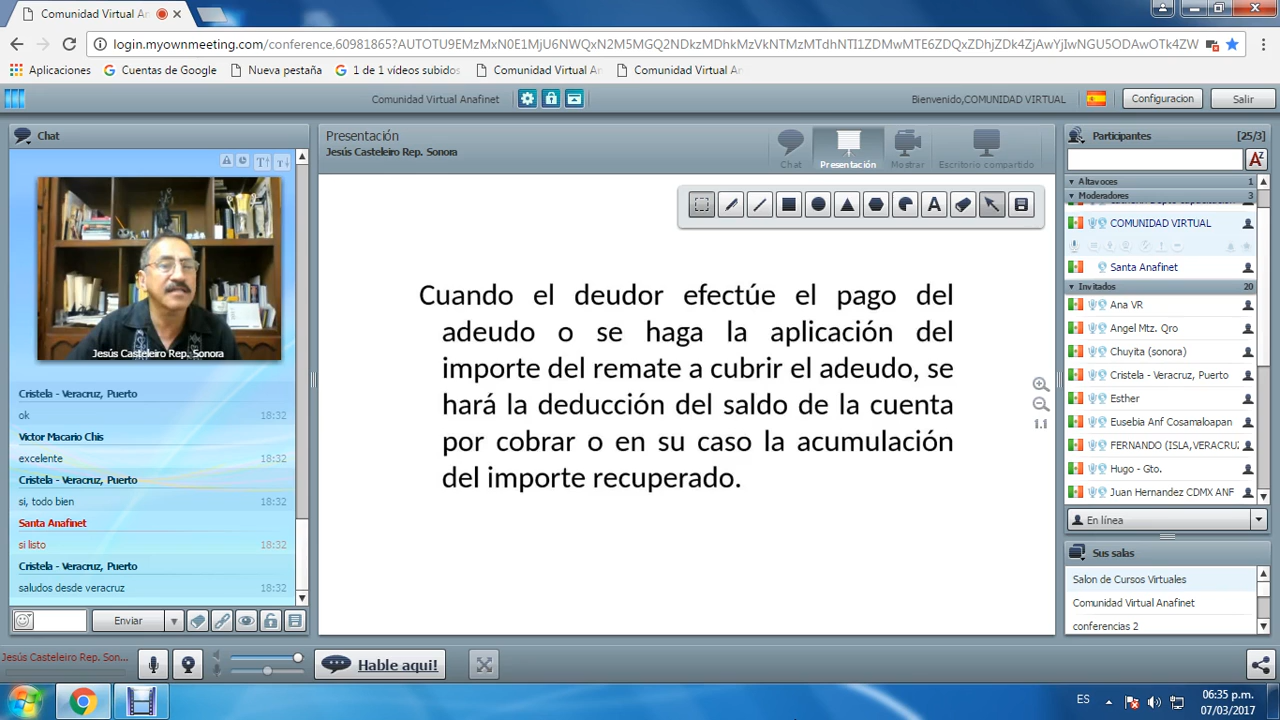 Comunidad Virtual An
login.myownmeeting.com/conference,60981865?AUTOTU9EMzMxN0E1MjU6NWQxN2M5MGQ2NDkzMDhkMzVkNTMzMTdhNTI1ZDMwMTE6ZDQxZDhjZDk4ZjAwYjIwNGU5ODAwOTk4ZW
Aplicaciones
Cuentas de Google
Nueva pestaña
1 de 1 vídeos subidos
Comunidad Virtual An
Comunidad Virtual An
Comunidad Virtual Anafinet
Bienvenido,COMUNIDAD VIRTUAL
Configuracion
Salir
Chat
Jesús Casteleiro Rep. Sonora
Cristela - Veracruz, Puerto
ok 18:32
Victor Macario Chis
excelente 18:32
Cristela - Veracruz, Puerto
si, todo bien 18:32
Santa Anafinet
si listo 18:32
Cristela - Veracruz, Puerto
saludos desde veracruz 18:32
Enviar
Presentación
Jesús Casteleiro Rep. Sonora
Chat
Presentación
Mostrar
Escritorio compartido
Cuando el deudor efectúe el pago del
adeudo o se haga la aplicación del
importe del remate a cubrir el adeudo, se
hará la deducción del saldo de la cuenta
por cobrar o en su caso la acumulación
del importe recuperado.
1.1
Participantes [25/3]
Altavoces 1
Moderadores 3
COMUNIDAD VIRTUAL
Santa Anafinet
Invitados 20
Ana VR
Angel Mtz. Qro
Chuyita (sonora)
Cristela - Veracruz, Puerto
Esther
Eusebia Anf Cosamaloapan
FERNANDO (ISLA,VERACRUZ
Hugo - Gto.
Juan Hernandez CDMX ANF
En línea
Sus salas
Salon de Cursos Virtuales
Comunidad Virtual Anafinet
conferencias 2
Jesús Casteleiro Rep. Son...
Hable aqui!
ES
06:35 p.m.
07/03/2017